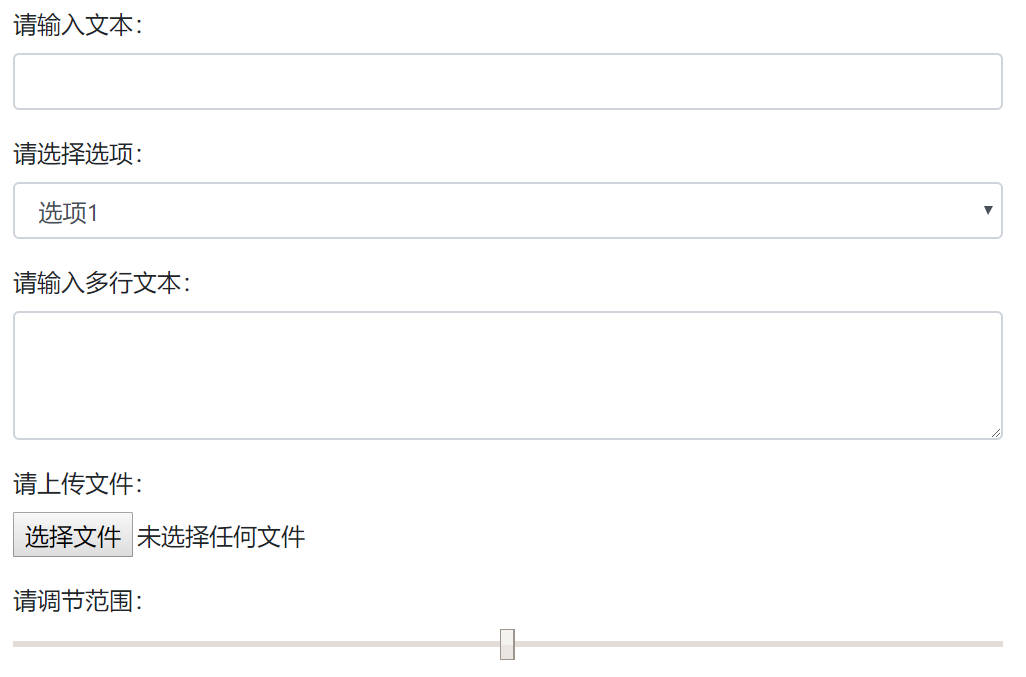 请输入文本：
请选择选项：
选项1
请输入多行文本：
请上传文件：
选择文件 未选择任何文件
请调节范围：